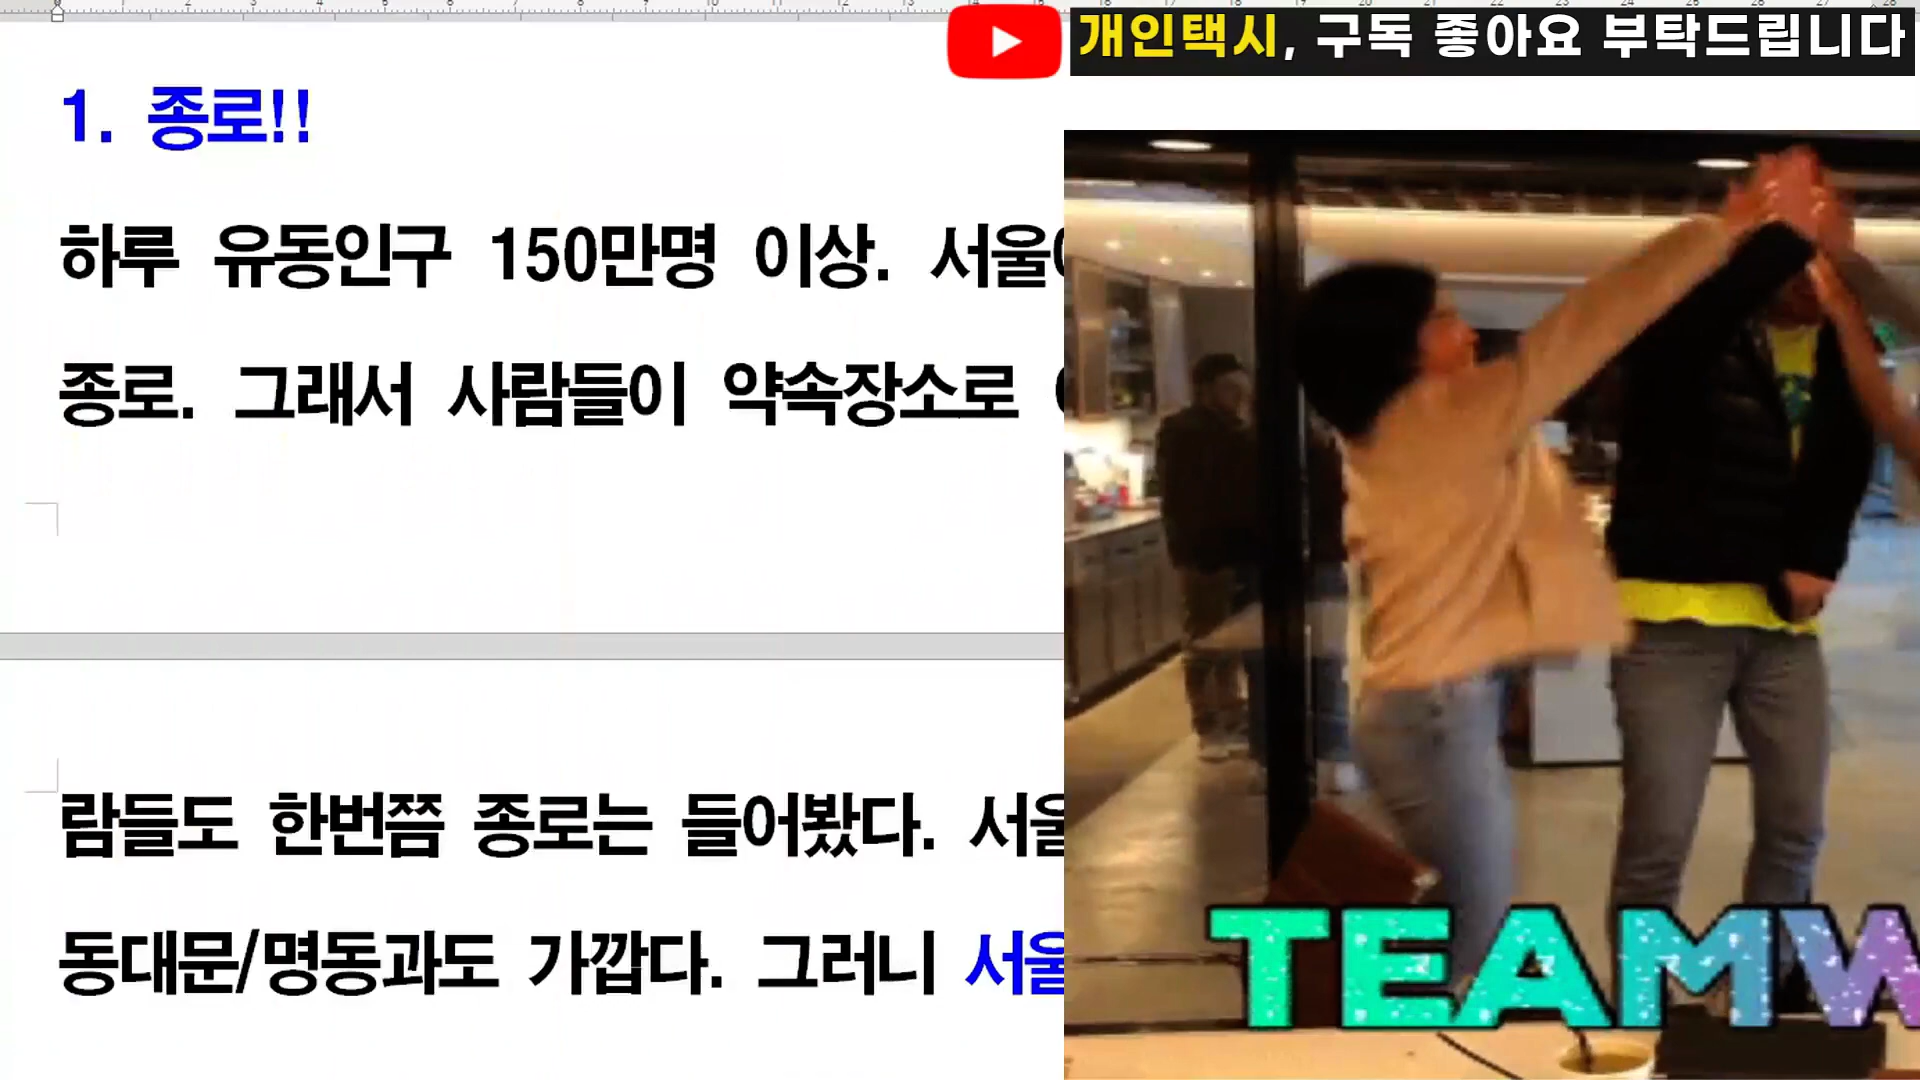 개인택시, 구독 좋아요 부탁드립니다
1. 종로!!
하루 유동인구 150만명 이상. 서울
종로. 그래서 사람들이 약속장소로
람들도 한번쯤 종로는 들어봤다. 서울
동대문/명동과도 가깝다. 그러니 서울
TEAMW